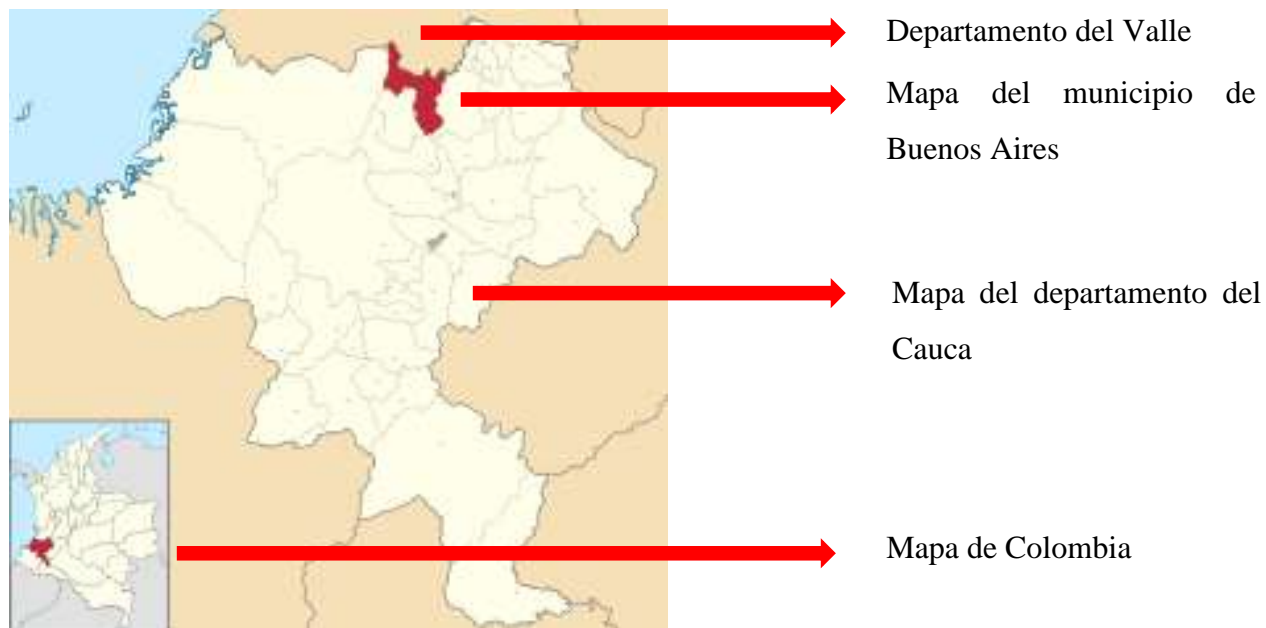 Departamento del Valle
Mapa del municipio de
Buenos Aires
Mapa del departamento del
Cauca
Mapa de Colombia